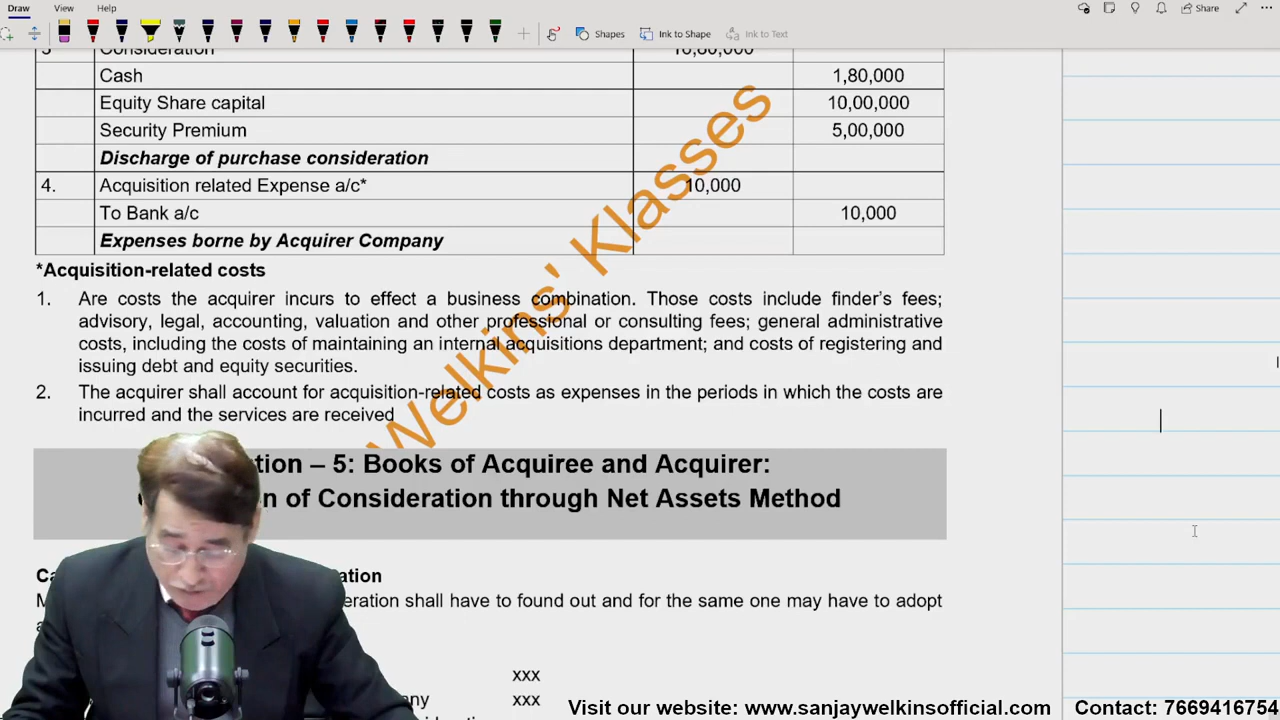 Draw View Help
Share
Shapes Ink to Shape Ink to Text
3 Consideration 16,80,000
Cash 1,80,000
Equity Share capital 10,00,000
Security Premium 5,00,000
Discharge of purchase consideration
4. Acquisition related Expense a/c* 10,000
To Bank a/c 10,000
Expenses borne by Acquirer Company
Welkins' Klasses
*Acquisition-related costs
1. Are costs the acquirer incurs to effect a business combination. Those costs include finder's fees;
advisory, legal, accounting, valuation and other professional or consulting fees; general administrative
costs, including the costs of maintaining an internal acquisitions department; and costs of registering and
issuing debt and equity securities.
2. The acquirer shall account for acquisition-related costs as expenses in the periods in which the costs are
incurred and the services are received
– 5: Books of Acquiree and Acquirer:
of Consideration through Net Assets Method
shall have to found out and for the same one may have to adopt
xxx
xxx
Visit our website: www.sanjaywelkinsofficial.com Contact: 7669416754